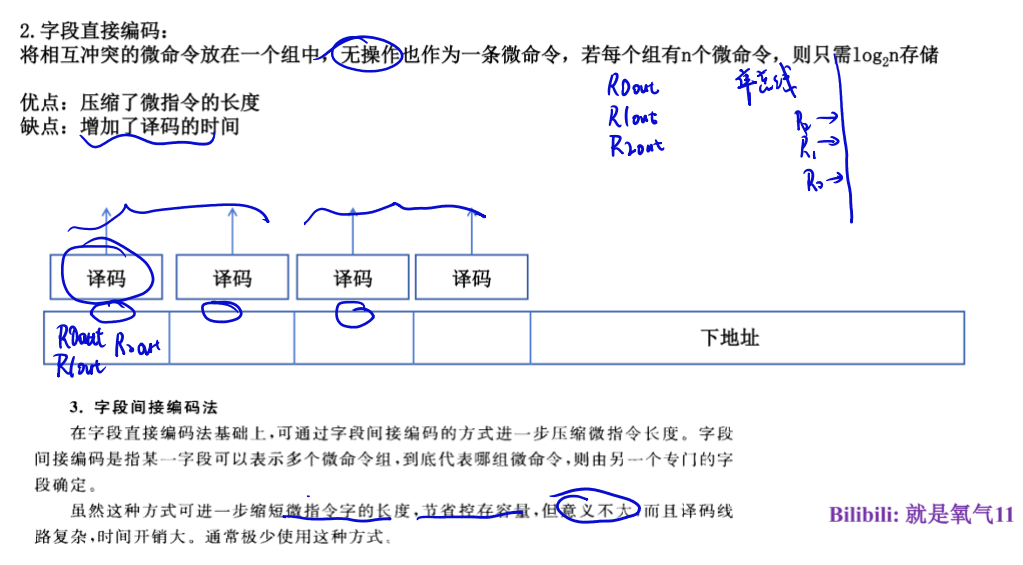 2.字段直接编码：
将相互冲突的微命令放在一个组中，无操作也作为一条微命令，若每个组有n个微命令，则只需log₂n存储
R0out
单总线
优点：压缩了微指令的长度
R1out
缺点：增加了译码的时间
R2out
R1
译码 译码 译码 译码
R0out R2out
R1out
下地址
3. 字段间接编码法
在字段直接编码法基础上，可通过字段间接编码的方式进一步压缩微指令长度。字段
间接编码是指某一字段可以表示多个微命令组，到底代表哪组微命令，则由另一个专门的字
段确定。
虽然这种方式可进一步缩短微指令字的长度，节省控存容量，但意义不大，而且译码线
路复杂，时间开销大。通常极少使用这种方式。
Bilibili: 就是氧气11